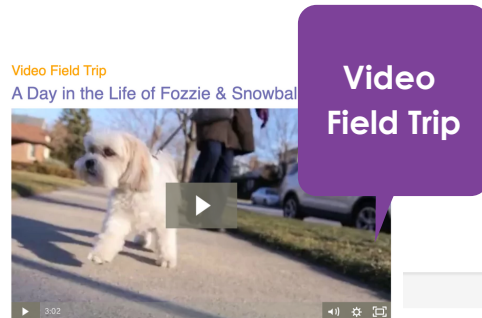 Video Field Trip
A Day in the Life of Fozzie & Snowbal
Video
Field Trip
3:02